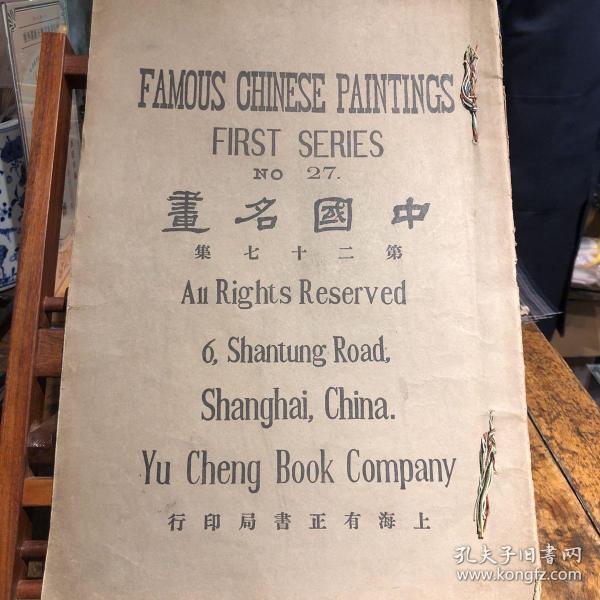 FAMOUS CHINESE PAINTINGS
FIRST SERIES
NO 27.
中國名畫
第二十七集
All Rights Reserved
6, Shantung Road,
Shanghai, China.
Yu Cheng Book Company
上海有正書局印行
孔夫子旧书网
www.kongfz.com